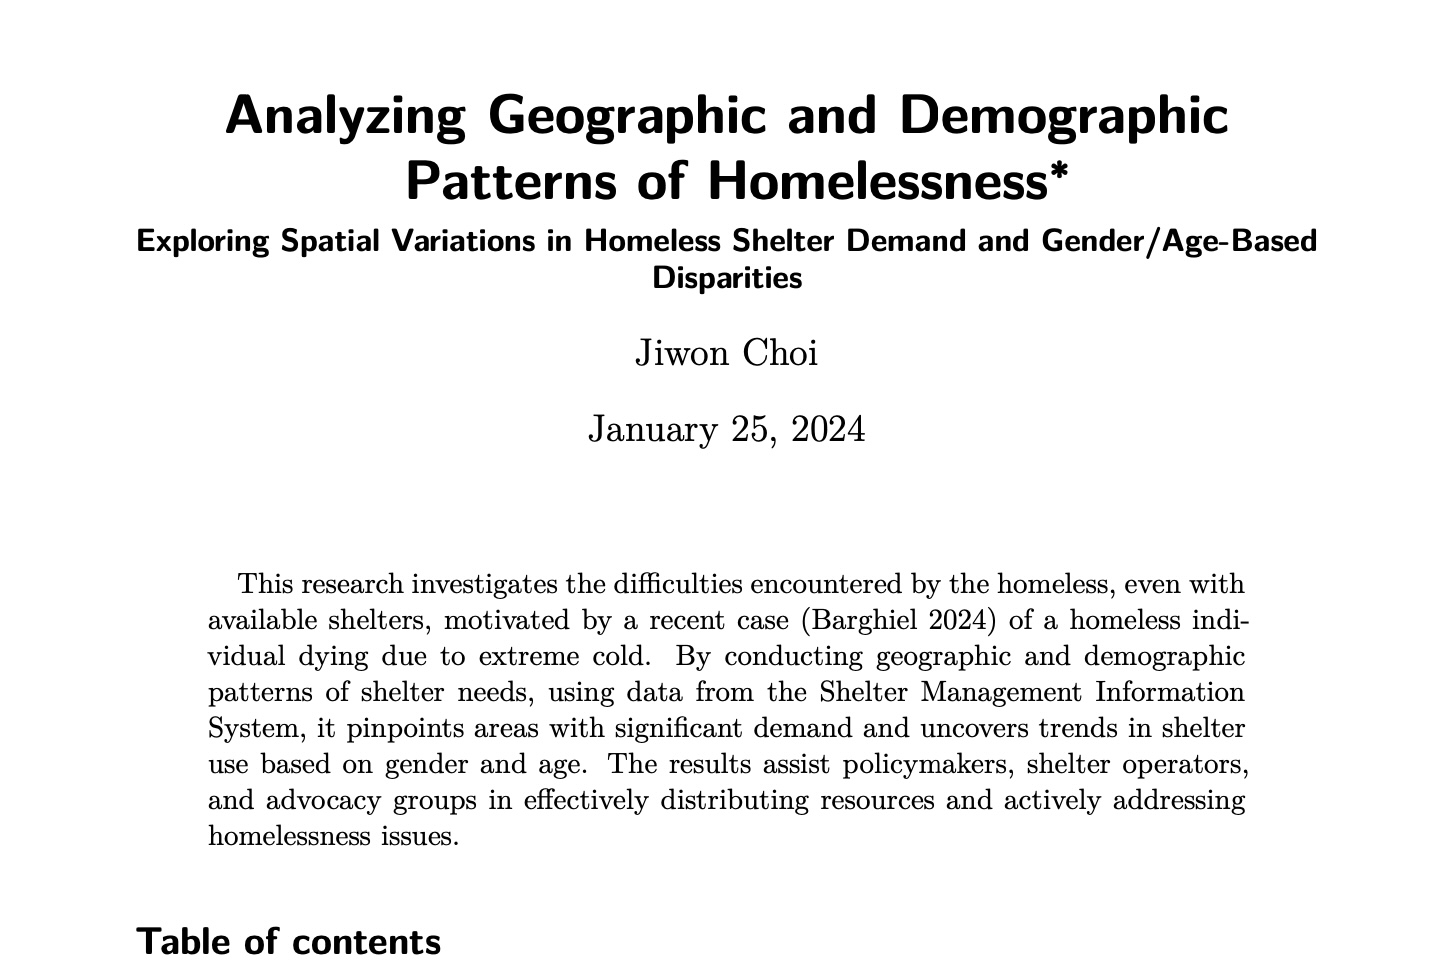 Analyzing Geographic and Demographic
Patterns of Homelessness*
Exploring Spatial Variations in Homeless Shelter Demand and Gender/Age-Based
Disparities
Jiwon Choi
January 25, 2024
This research investigates the difficulties encountered by the homeless, even with
available shelters, motivated by a recent case (Barghiel 2024) of a homeless indi-
vidual dying due to extreme cold. By conducting geographic and demographic
patterns of shelter needs, using data from the Shelter Management Information
System, it pinpoints areas with significant demand and uncovers trends in shelter
use based on gender and age. The results assist policymakers, shelter operators,
and advocacy groups in effectively distributing resources and actively addressing
homelessness issues.
Table of contents